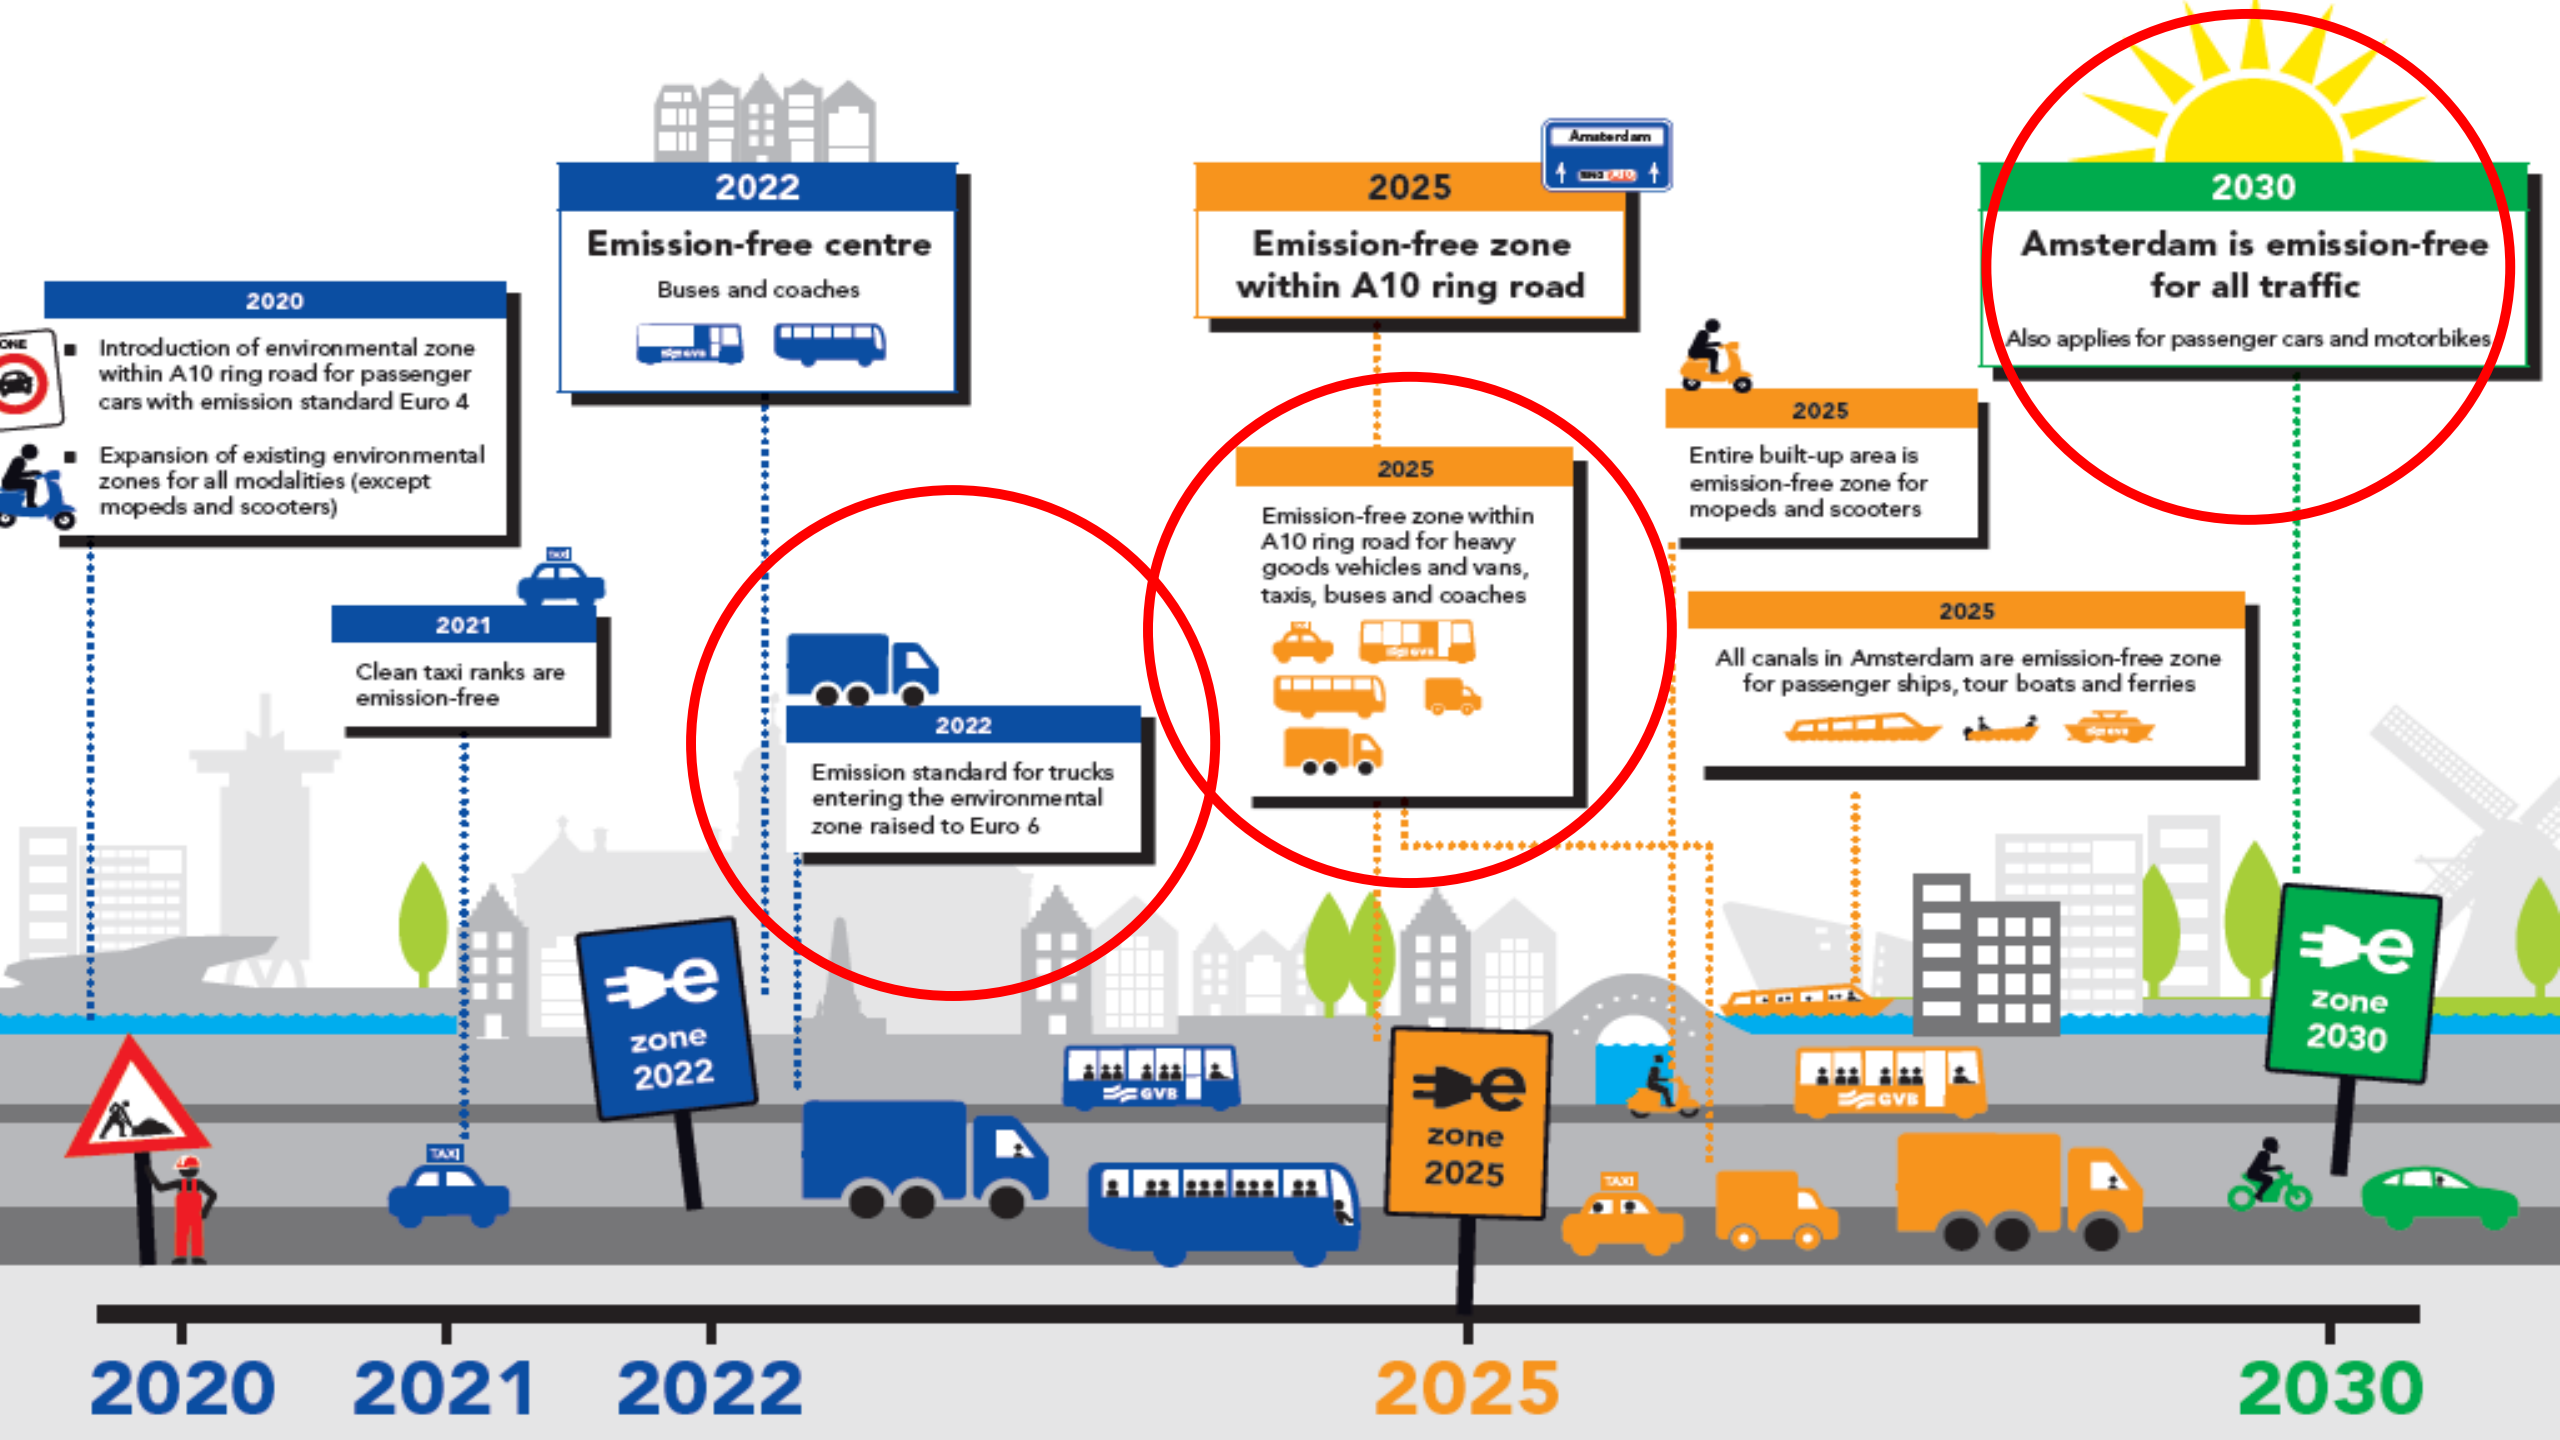 2020
ONE
Introduction of environmental zone
within A10 ring road for passenger
cars with emission standard Euro 4
Expansion of existing environmental
zones for all modalities (except
mopeds and scooters)
TAXI
2021
Clean taxi ranks are
emission-free
2022
Emission-free centre
Buses and coaches
2022
Emission standard for trucks
entering the environmental
zone raised to Euro 6
Amsterdam
2025
Emission-free zone
within A10 ring road
2025
Emission-free zone within
A10 ring road for heavy
goods vehicles and vans,
taxis, buses and coaches
2025
Entire built-up area is
emission-free zone for
mopeds and scooters
2025
All canals in Amsterdam are emission-free zone
for passenger ships, tour boats and ferries
2030
Amsterdam is emission-free
for all traffic
Also applies for passenger cars and motorbikes
e
zone
2022
e
zone
2025
e
zone
2030
GVB
GVB
TAXI
TAXI
2020
2021
2022
2025
2030